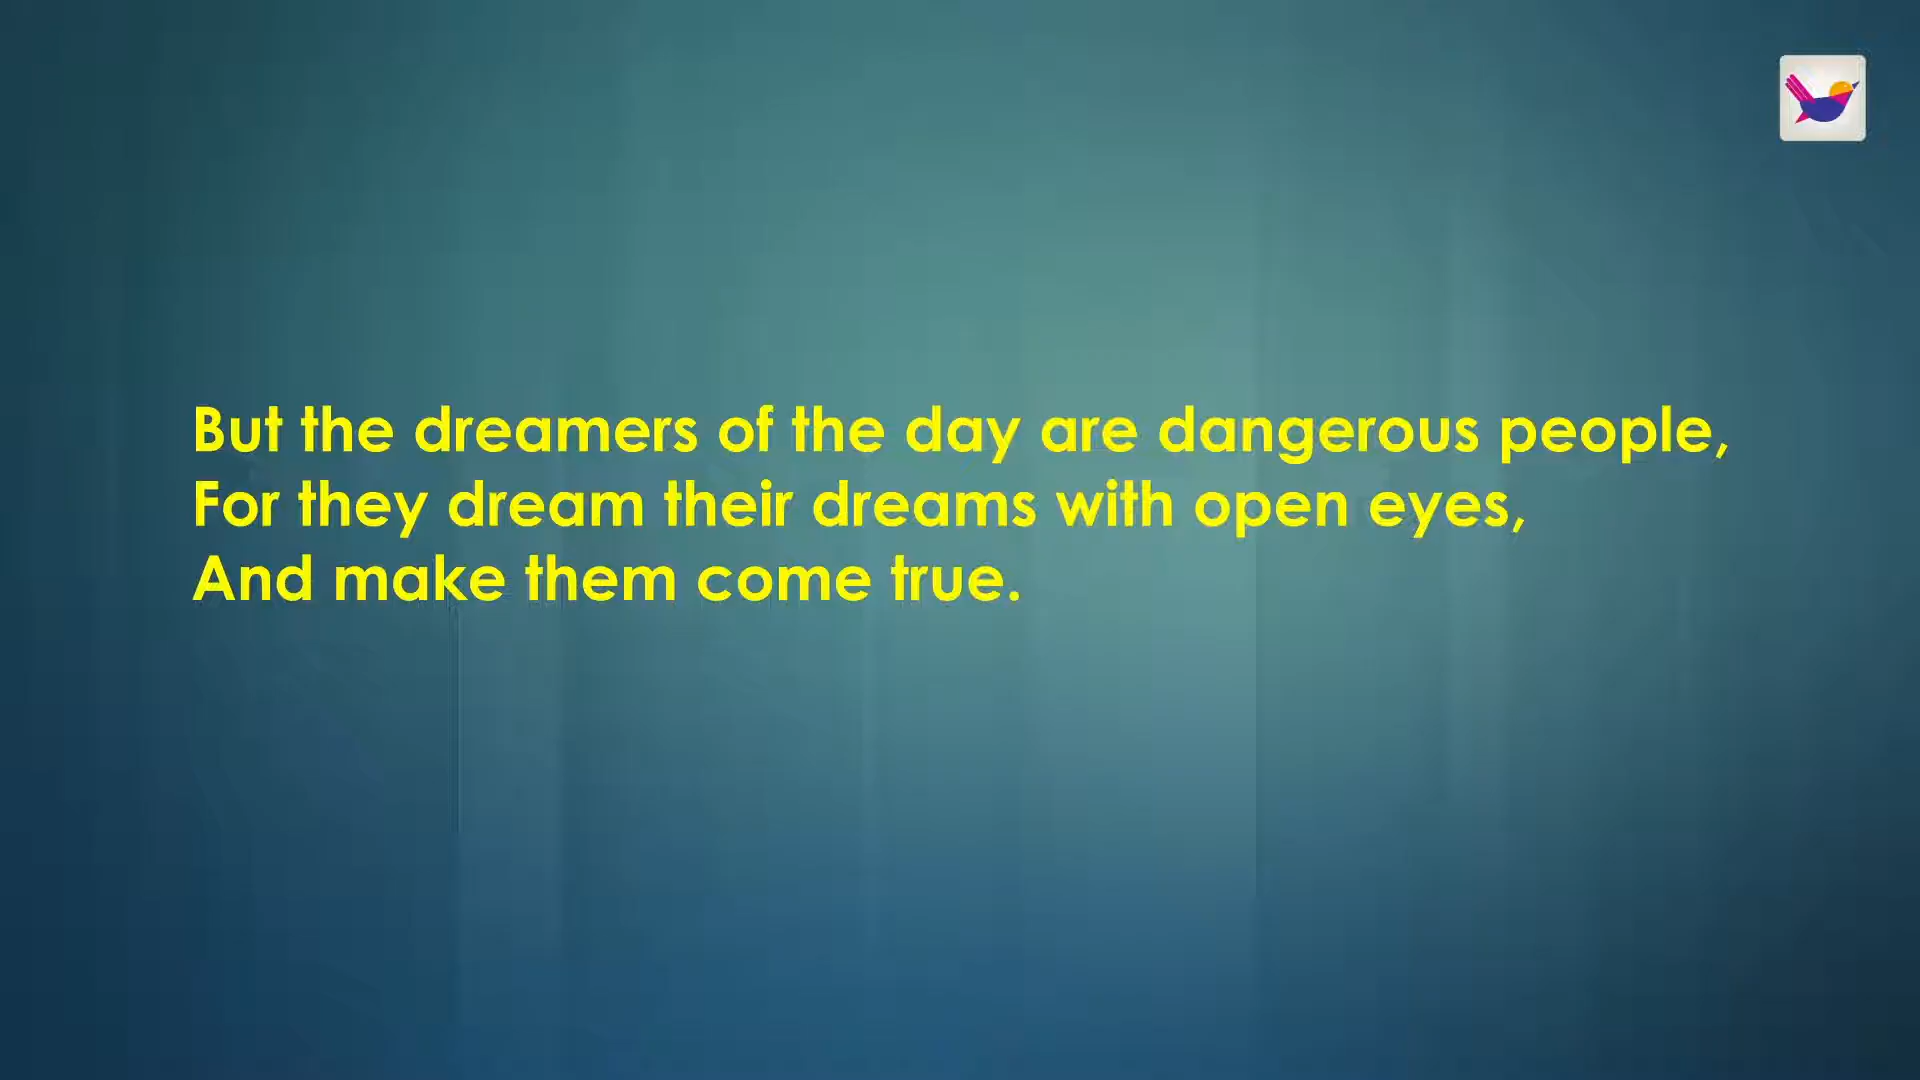 But the dreamers of the day are dangerous people,
For they dream their dreams with open eyes,
And make them come true.